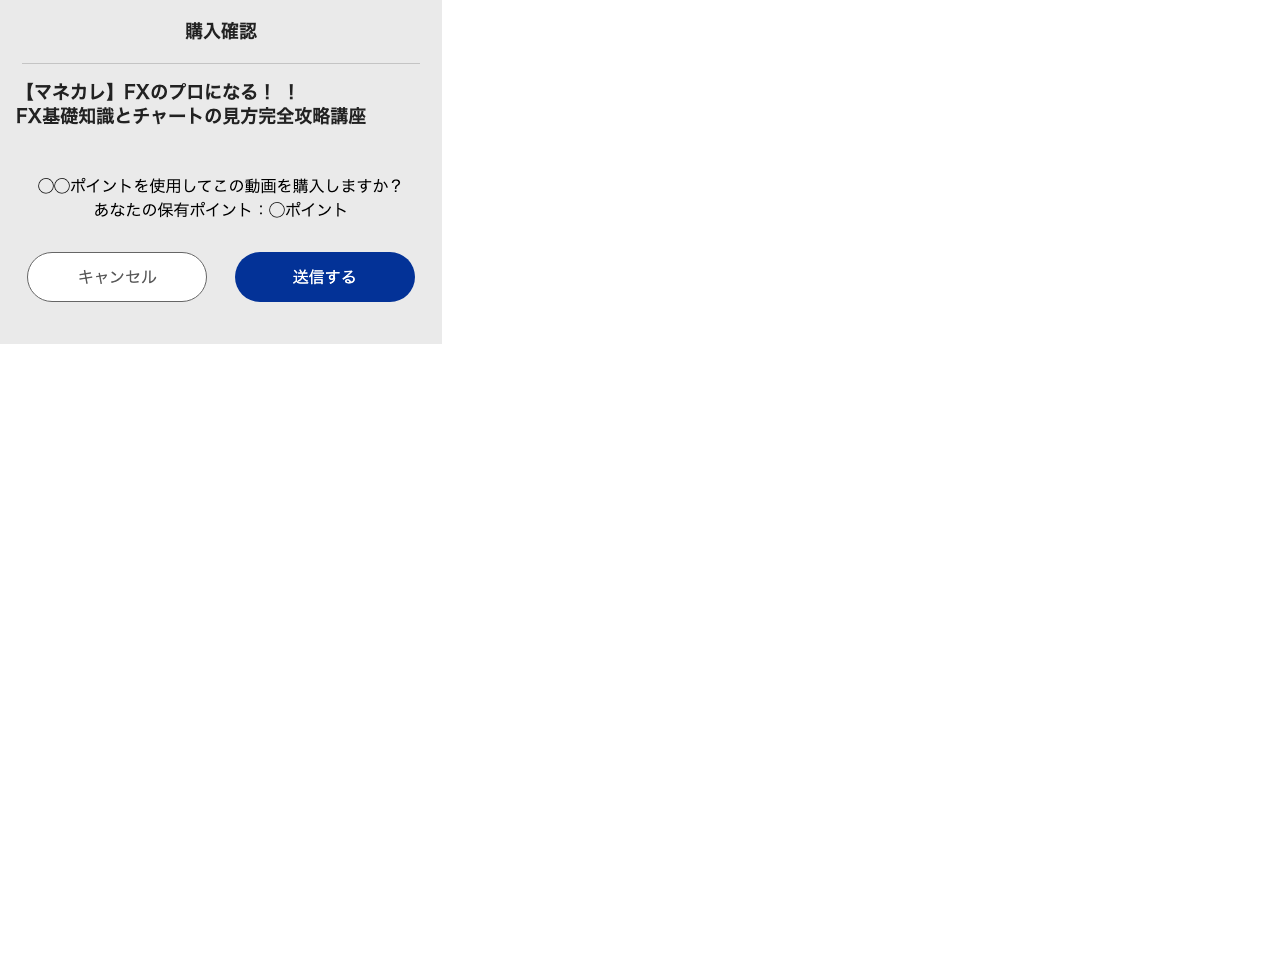 購入確認
【マネカレ】FXのプロになる！ ！
FX基礎知識とチャートの見方完全攻略講座
◯◯ポイントを使用してこの動画を購入しますか？
あなたの保有ポイント：◯ポイント
キャンセル
送信する